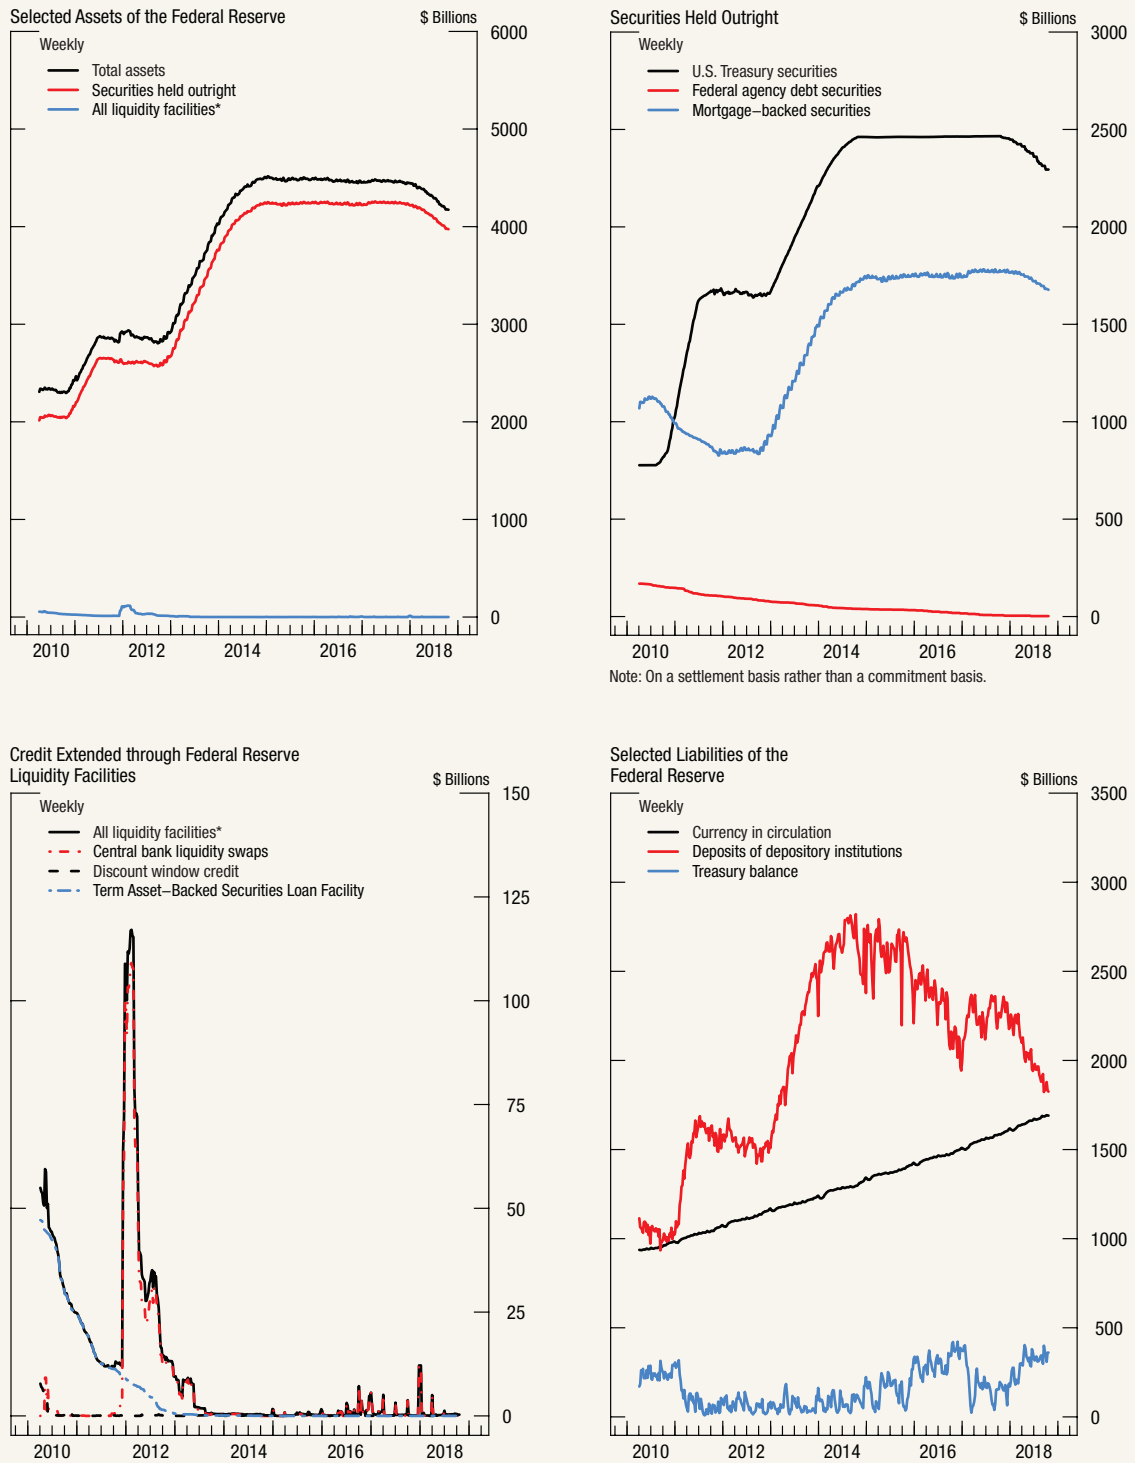 Selected Assets of the Federal Reserve
$ Billions
Weekly
Total assets
Securities held outright
All liquidity facilities*
6000
5000
4000
3000
2000
1000
0
2010 2012 2014 2016 2018
Securities Held Outright
$ Billions
Weekly
U.S. Treasury securities
Federal agency debt securities
Mortgage–backed securities
3000
2500
2000
1500
1000
500
0
2010 2012 2014 2016 2018
Note: On a settlement basis rather than a commitment basis.
Credit Extended through Federal Reserve
Liquidity Facilities
$ Billions
Weekly
All liquidity facilities*
Central bank liquidity swaps
Discount window credit
Term Asset–Backed Securities Loan Facility
150
125
100
75
50
25
0
2010 2012 2014 2016 2018
Selected Liabilities of the
Federal Reserve
$ Billions
Weekly
Currency in circulation
Deposits of depository institutions
Treasury balance
3500
3000
2500
2000
1500
1000
500
0
2010 2012 2014 2016 2018